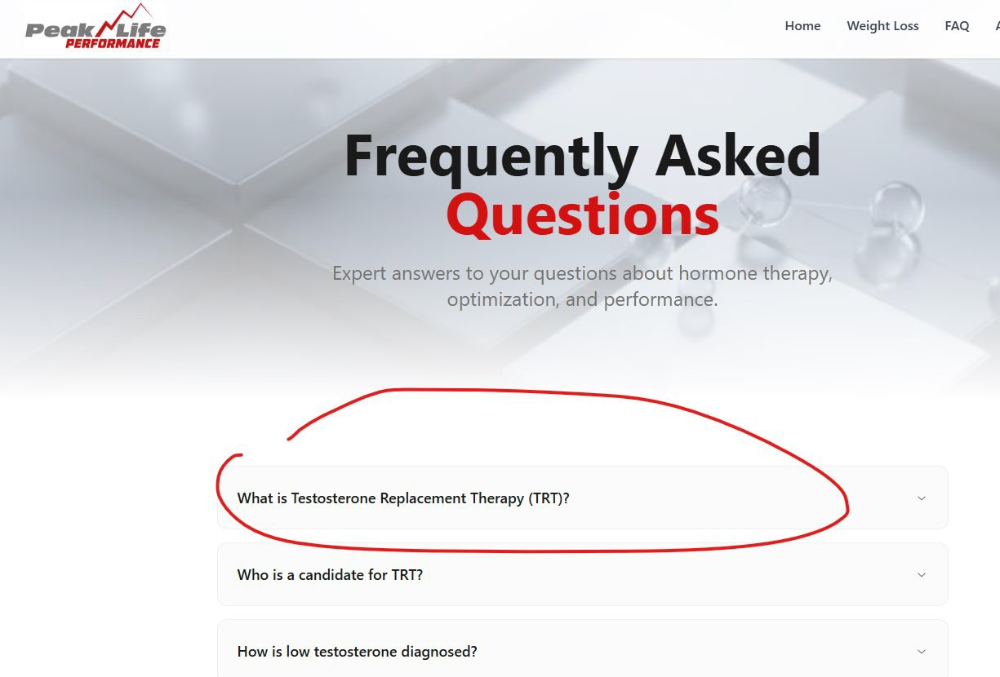 Peak Life
PERFORMANCE
Home Weight Loss FAQ
Frequently Asked
Questions
Expert answers to your questions about hormone therapy,
optimization, and performance.
What is Testosterone Replacement Therapy (TRT)?
Who is a candidate for TRT?
How is low testosterone diagnosed?